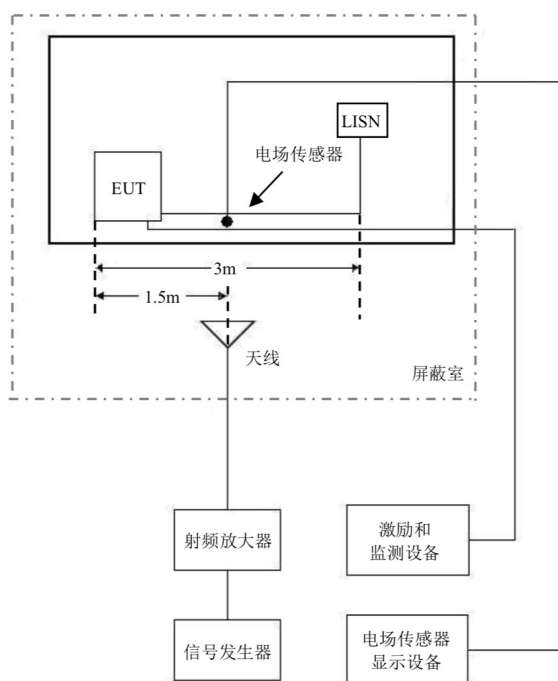 LISN
电场传感器
EUT
3m
1.5m
天线
屏蔽室
射频放大器
激励和
监测设备
信号发生器
电场传感器
显示设备